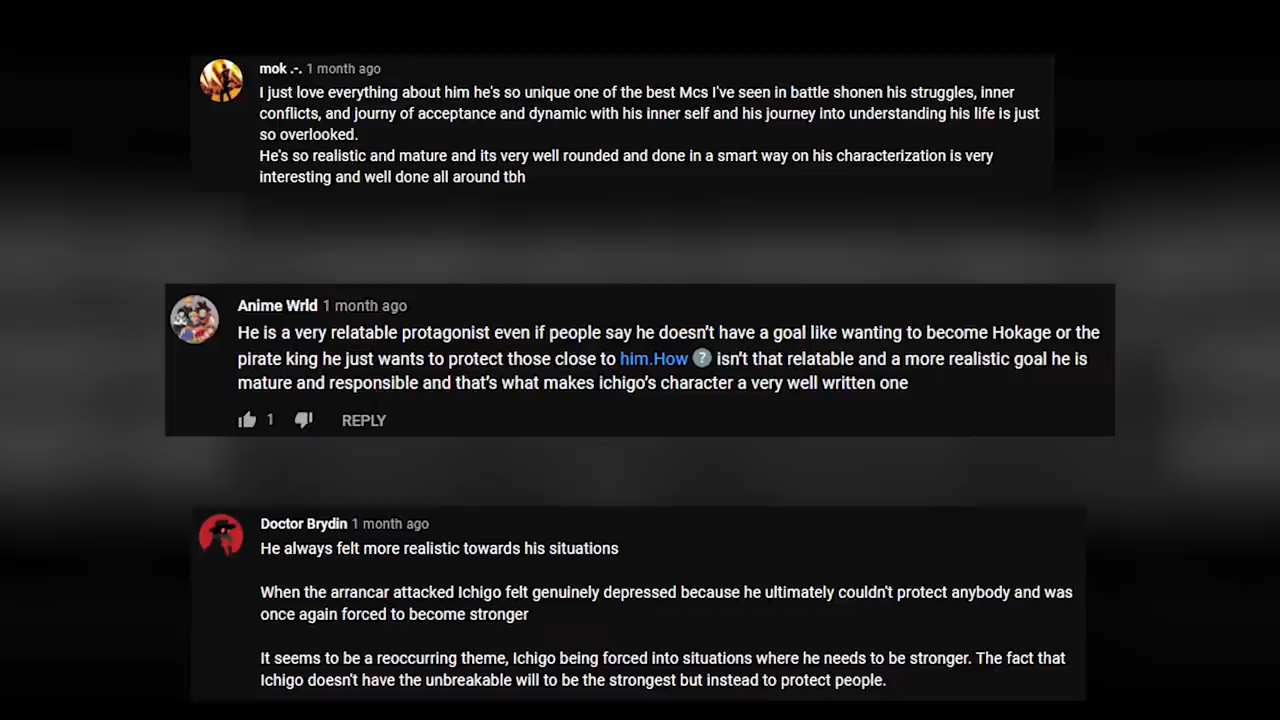 mok .-. 1 month ago
I just love everything about him he's so unique one of the best Mcs I've seen in battle shonen his struggles, inner
conflicts, and journy of acceptance and dynamic with his inner self and his journey into understanding his life is just
so overlooked.
He's so realistic and mature and its very well rounded and done in a smart way on his characterization is very
interesting and well done all around tbh
Anime Wrld 1 month ago
He is a very relatable protagonist even if people say he doesn't have a goal like wanting to become Hokage or the
pirate king he just wants to protect those close to him.How ? isn't that relatable and a more realistic goal he is
mature and responsible and that's what makes ichigo's character a very well written one
1 REPLY
Doctor Brydin 1 month ago
He always felt more realistic towards his situations
When the arrancar attacked Ichigo felt genuinely depressed because he ultimately couldn't protect anybody and was
once again forced to become stronger
It seems to be a reoccurring theme, Ichigo being forced into situations where he needs to be stronger. The fact that
Ichigo doesn't have the unbreakable will to be the strongest but instead to protect people.